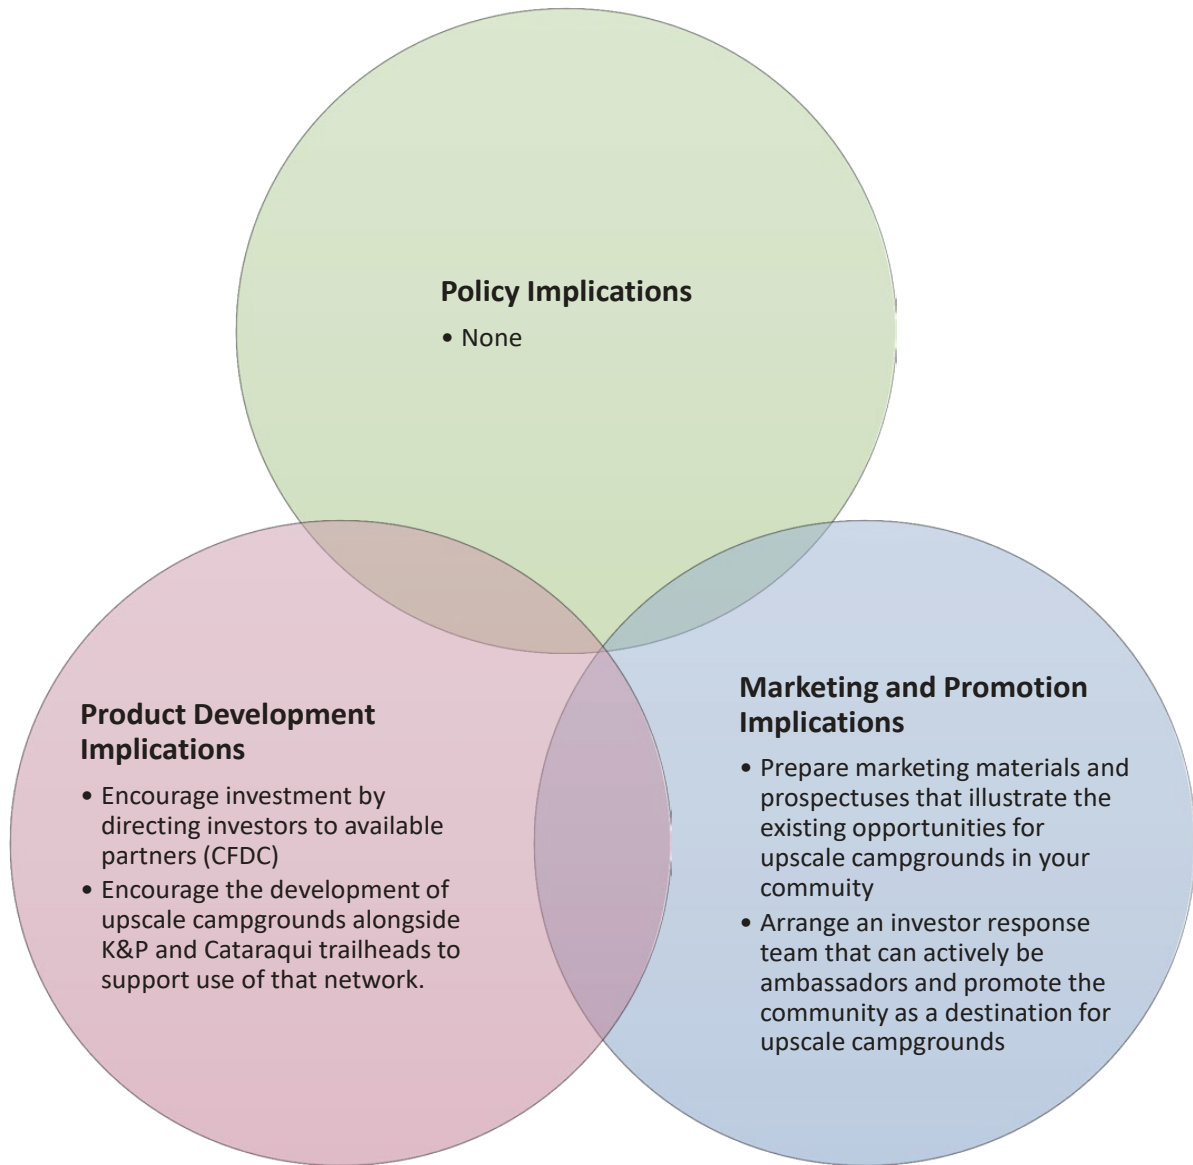 Policy Implications
• None
Product Development
Implications
• Encourage investment by
directing investors to available
partners (CFDC)
• Encourage the development of
upscale campgrounds alongside
K&P and Cataraqui trailheads to
support use of that network.
Marketing and Promotion
Implications
• Prepare marketing materials and
prospectuses that illustrate the
existing opportunities for
upscale campgrounds in your
commuity
• Arrange an investor response
team that can actively be
ambassadors and promote the
community as a destination for
upscale campgrounds